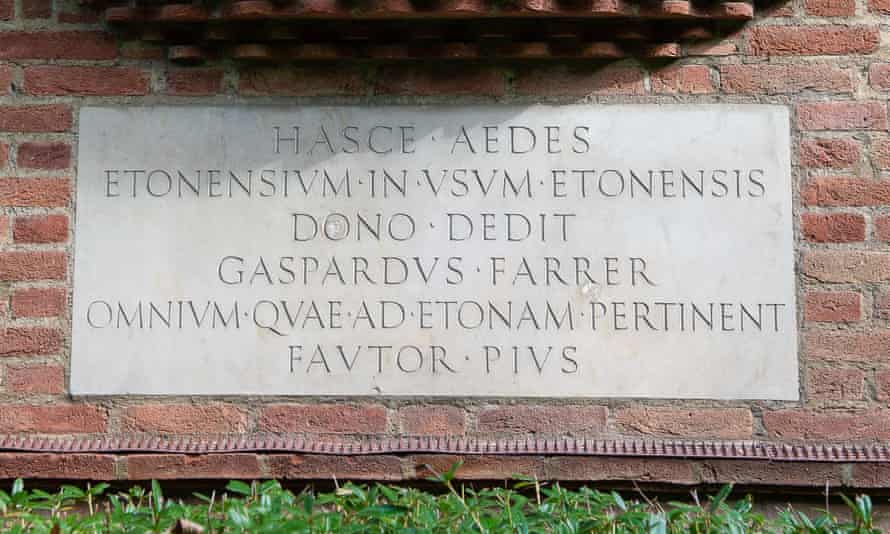 HASCE · AEDES
ETONENSIVM · IN · VSVM · ETONENSIS
DONO · DEDIT
GASPARDVS · FARRER
OMNIVM · QVAE · AD · ETONAM · PERTINENT
FAVTOR · PIVS